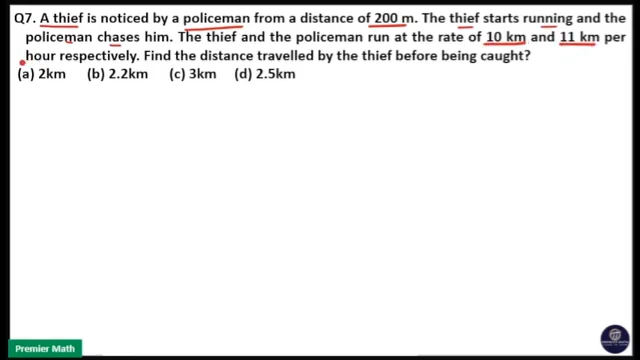 Q7. A thief is noticed by a policeman from a distance of 200 m. The thief starts running and the
policeman chases him. The thief and the policeman run at the rate of 10 km and 11 km per
hour respectively. Find the distance travelled by the thief before being caught?
(a) 2km (b) 2.2km (c) 3km (d) 2.5km
Premier Math